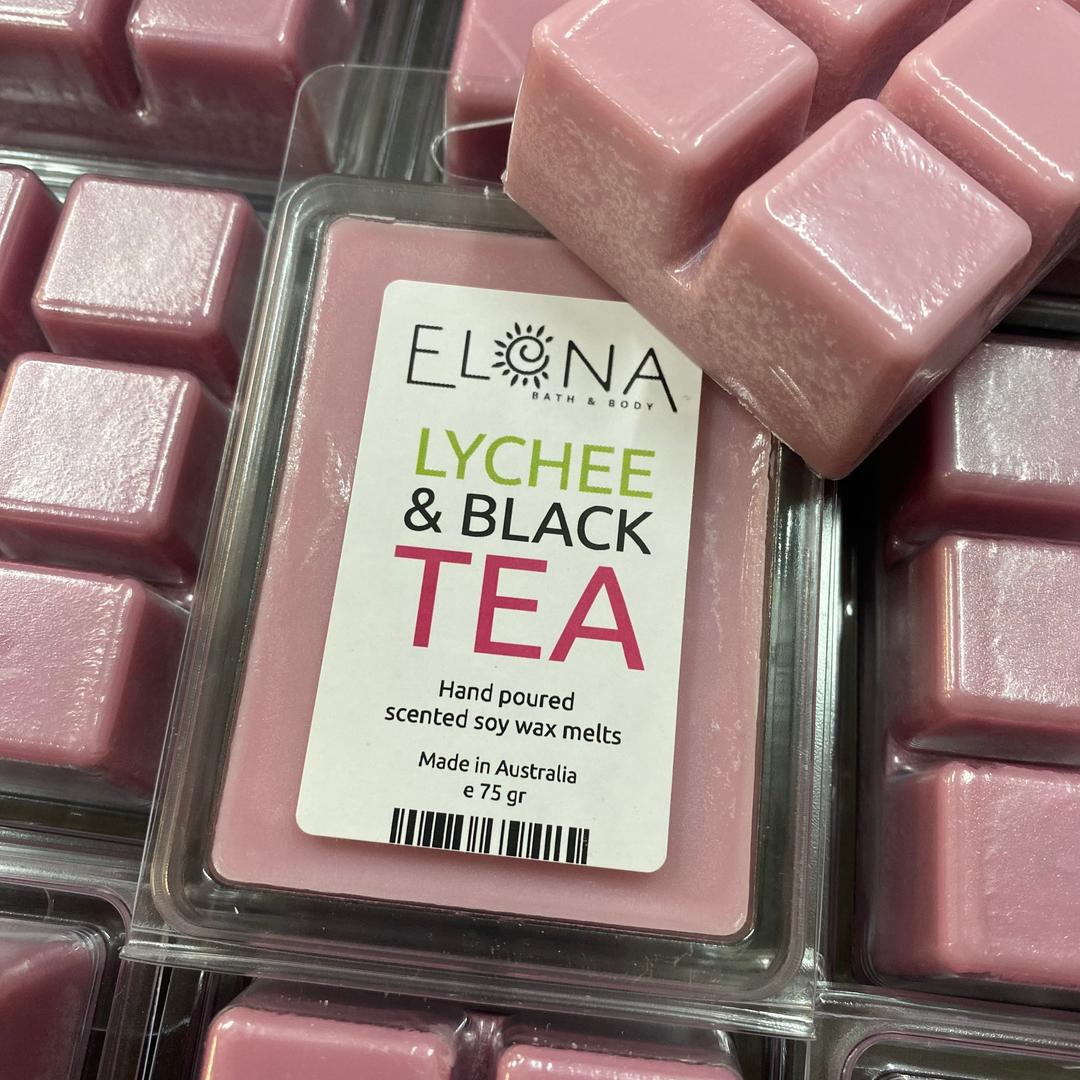 ELONA
BATH & BODY
LYCHEE
& BLACK
TEA
Hand poured
scented soy wax melts
Made in Australia
e 75 gr